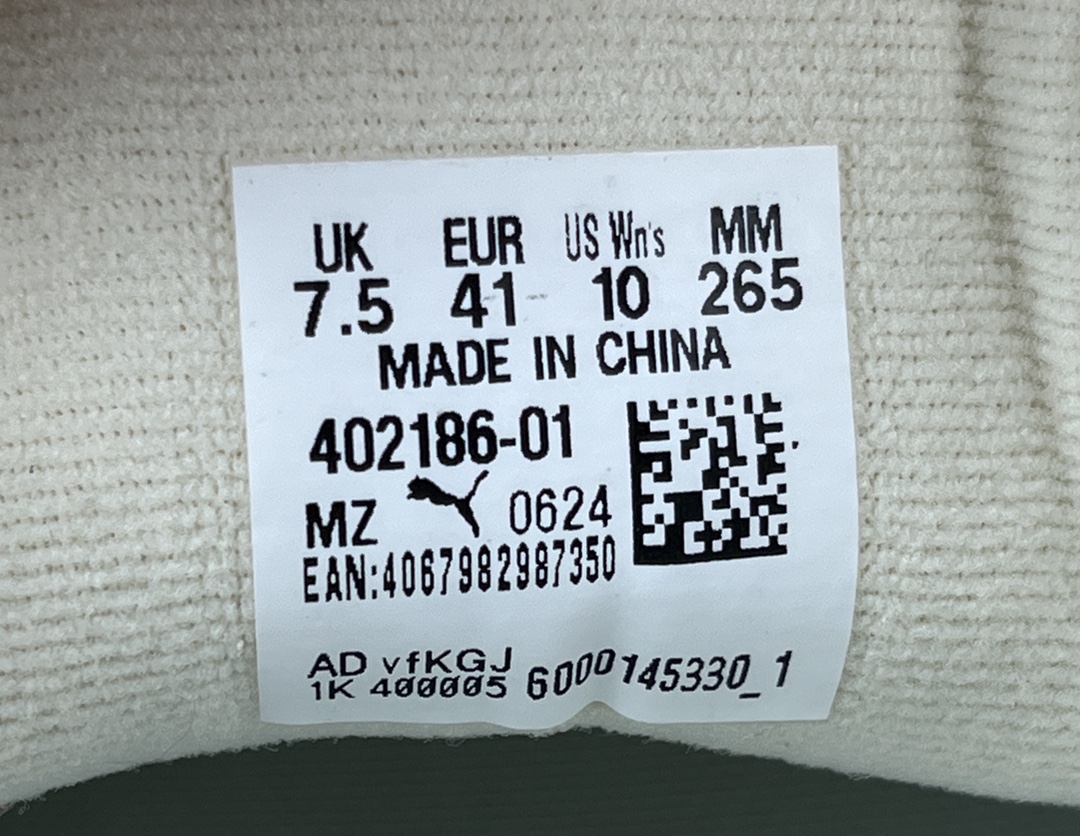 UK EUR US Wn's MM
7.5 41 10 265
MADE IN CHINA
402186-01
MZ 0624
EAN:4067982987350
AD vfKGJ
1K 400005 6000145330_1